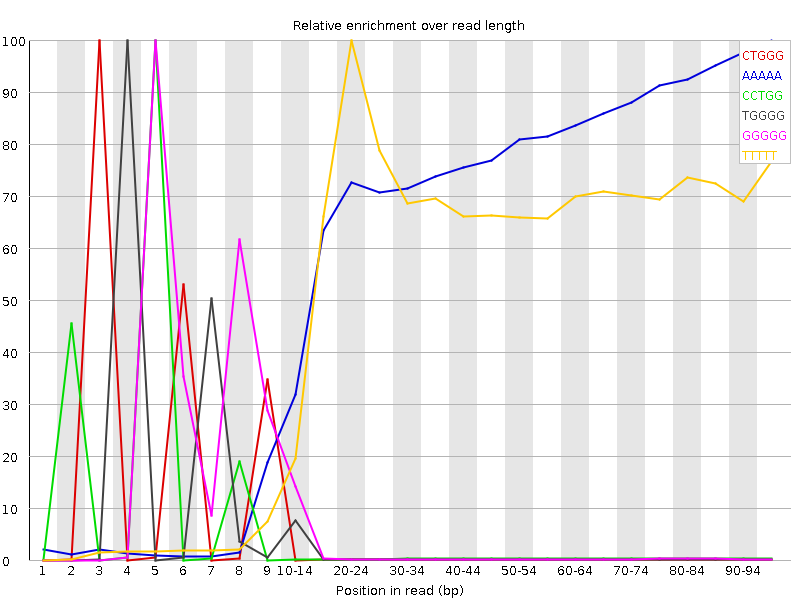 Relative enrichment over read length
100
90
80
70
60
50
40
30
20
10
0
CTGGG
AAAAA
CCTGG
TGGGG
GGGGG
TTTTT
1 2 3 4 5 6 7 8 9 10-14 20-24 30-34 40-44 50-54 60-64 70-74 80-84 90-94
Position in read (bp)